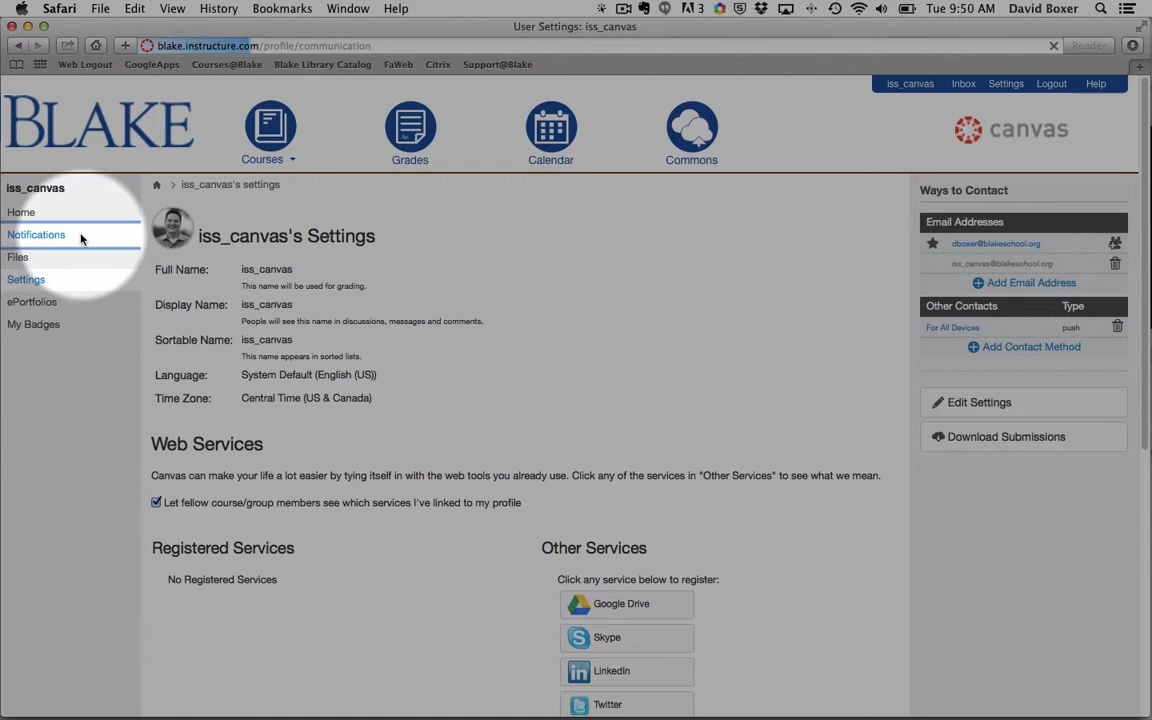 Safari File Edit View History Bookmarks Window Help 3 Tue 9:50 AM David Boxer
User Settings: iss_canvas
blake.instructure.com/profile/communication Reader
Web Logout GoogleApps Courses@Blake Blake Library Catalog FaWeb Citrix Support@Blake
iss_canvas Inbox Settings Logout Help
BLAKE
Courses Grades Calendar Commons
canvas
iss_canvas
Home
Notifications
Files
Settings
ePortfolios
My Badges
iss_canvas's settings
iss_canvas's Settings
Full Name: iss_canvas
This name will be used for grading.
Display Name: iss_canvas
People will see this name in discussions, messages and comments.
Sortable Name: iss_canvas
This name appears in sorted lists.
Language: System Default (English (US))
Time Zone: Central Time (US & Canada)
Web Services
Canvas can make your life a lot easier by tying itself in with the web tools you already use. Click any of the services in "Other Services" to see what we mean.
Let fellow course/group members see which services I've linked to my profile
Registered Services
No Registered Services
Other Services
Click any service below to register:
Google Drive
Skype
LinkedIn
Twitter
Ways to Contact
Email Addresses
dboxer@blakeschool.org
iss_canvas@blakeschool.org
Add Email Address
Other Contacts Type
For All Devices push
Add Contact Method
Edit Settings
Download Submissions